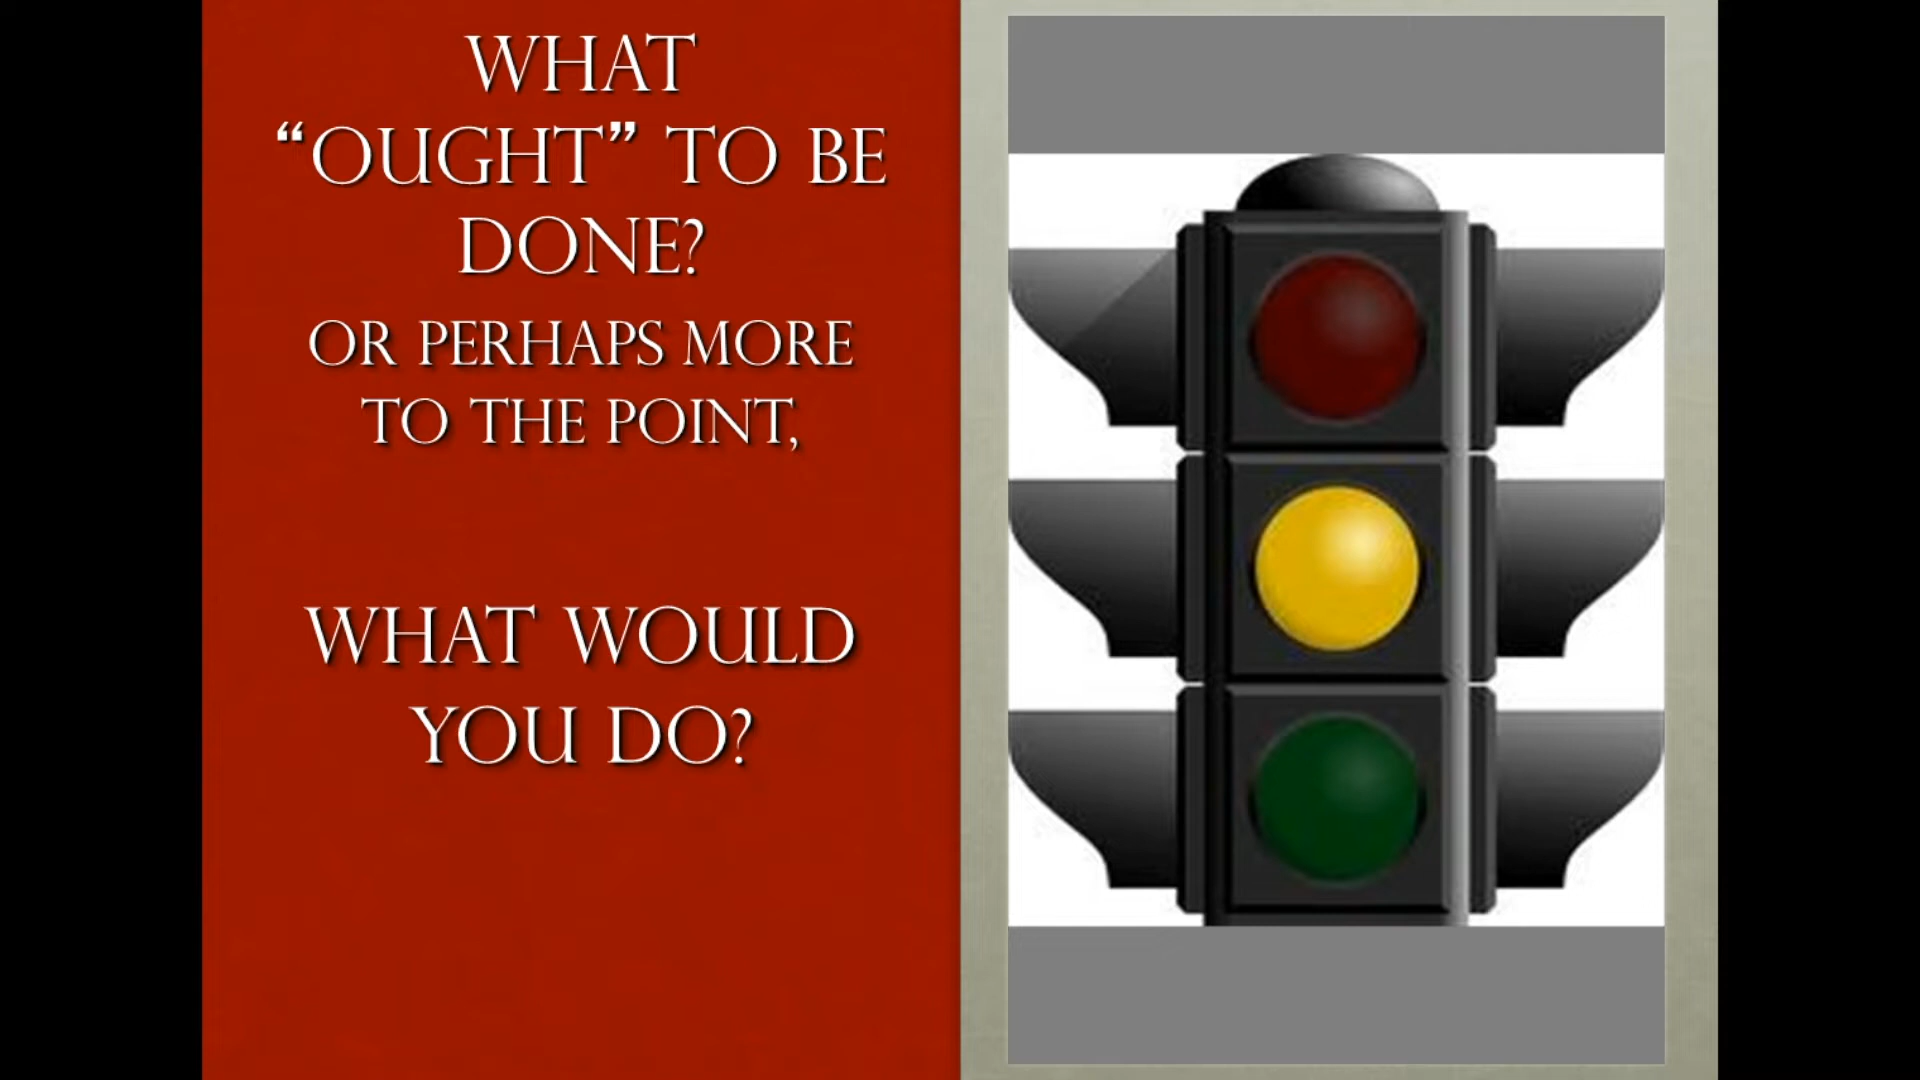 WHAT
“OUGHT” TO BE
DONE?
OR PERHAPS MORE
TO THE POINT,
WHAT WOULD
YOU DO?